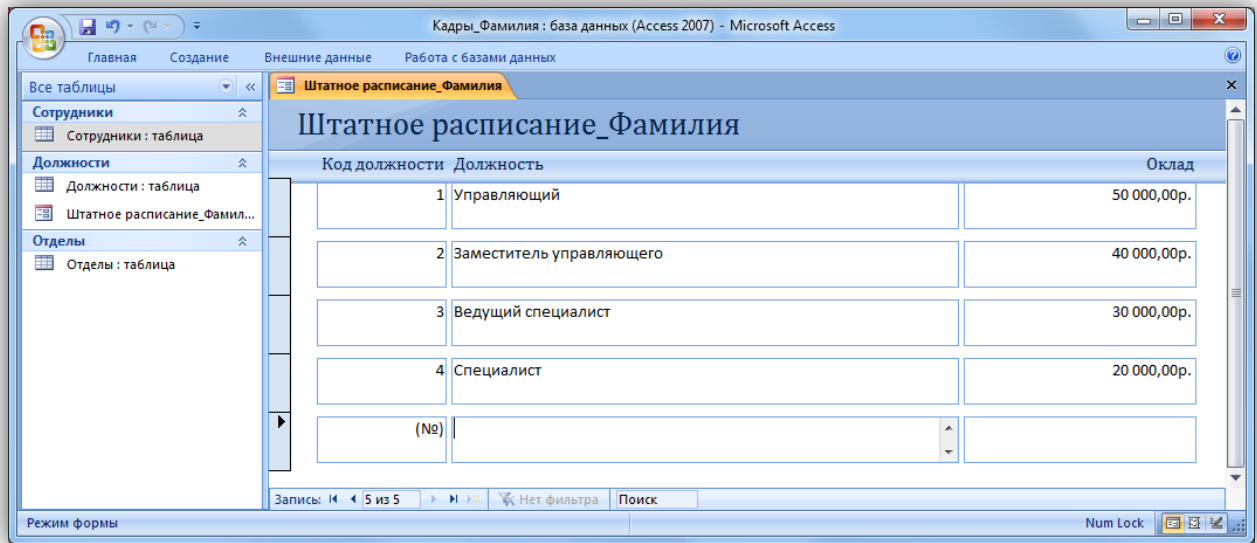 Кадры_Фамилия : база данных (Access 2007) - Microsoft Access
Главная Создание Внешние данные Работа с базами данных
Все таблицы
Штатное расписание_Фамилия
Сотрудники
Сотрудники : таблица
Должности
Должности : таблица
Штатное расписание_Фамил...
Отделы
Отделы : таблица
Штатное расписание_Фамилия
Код должности Должность Оклад
1 Управляющий 50 000,00р.
2 Заместитель управляющего 40 000,00р.
3 Ведущий специалист 30 000,00р.
4 Специалист 20 000,00р.
(№)
Запись: 5 из 5 Нет фильтра Поиск
Режим формы Num Lock